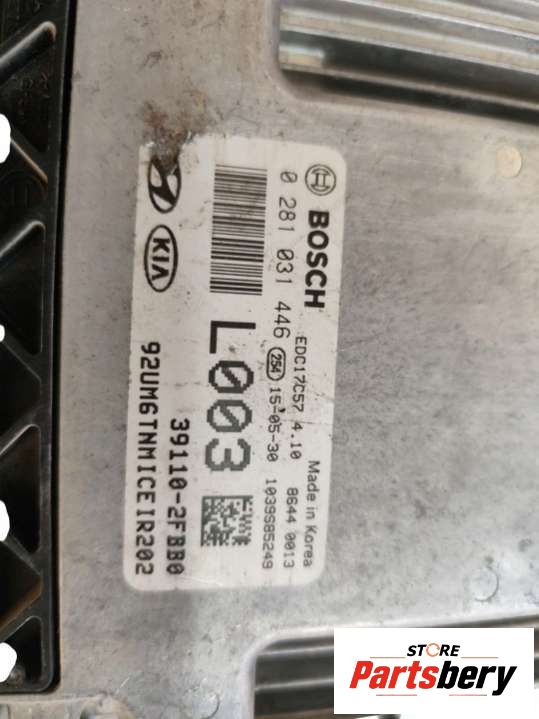 BOSCH
EDC17C57 4.10
Made in Korea
0 281 031 446
254
15-05-30
8644 0013
1039S85249
L003
KIA
39110-2FBB0
92UM6TNMICEIR202
STORE
Partsbery